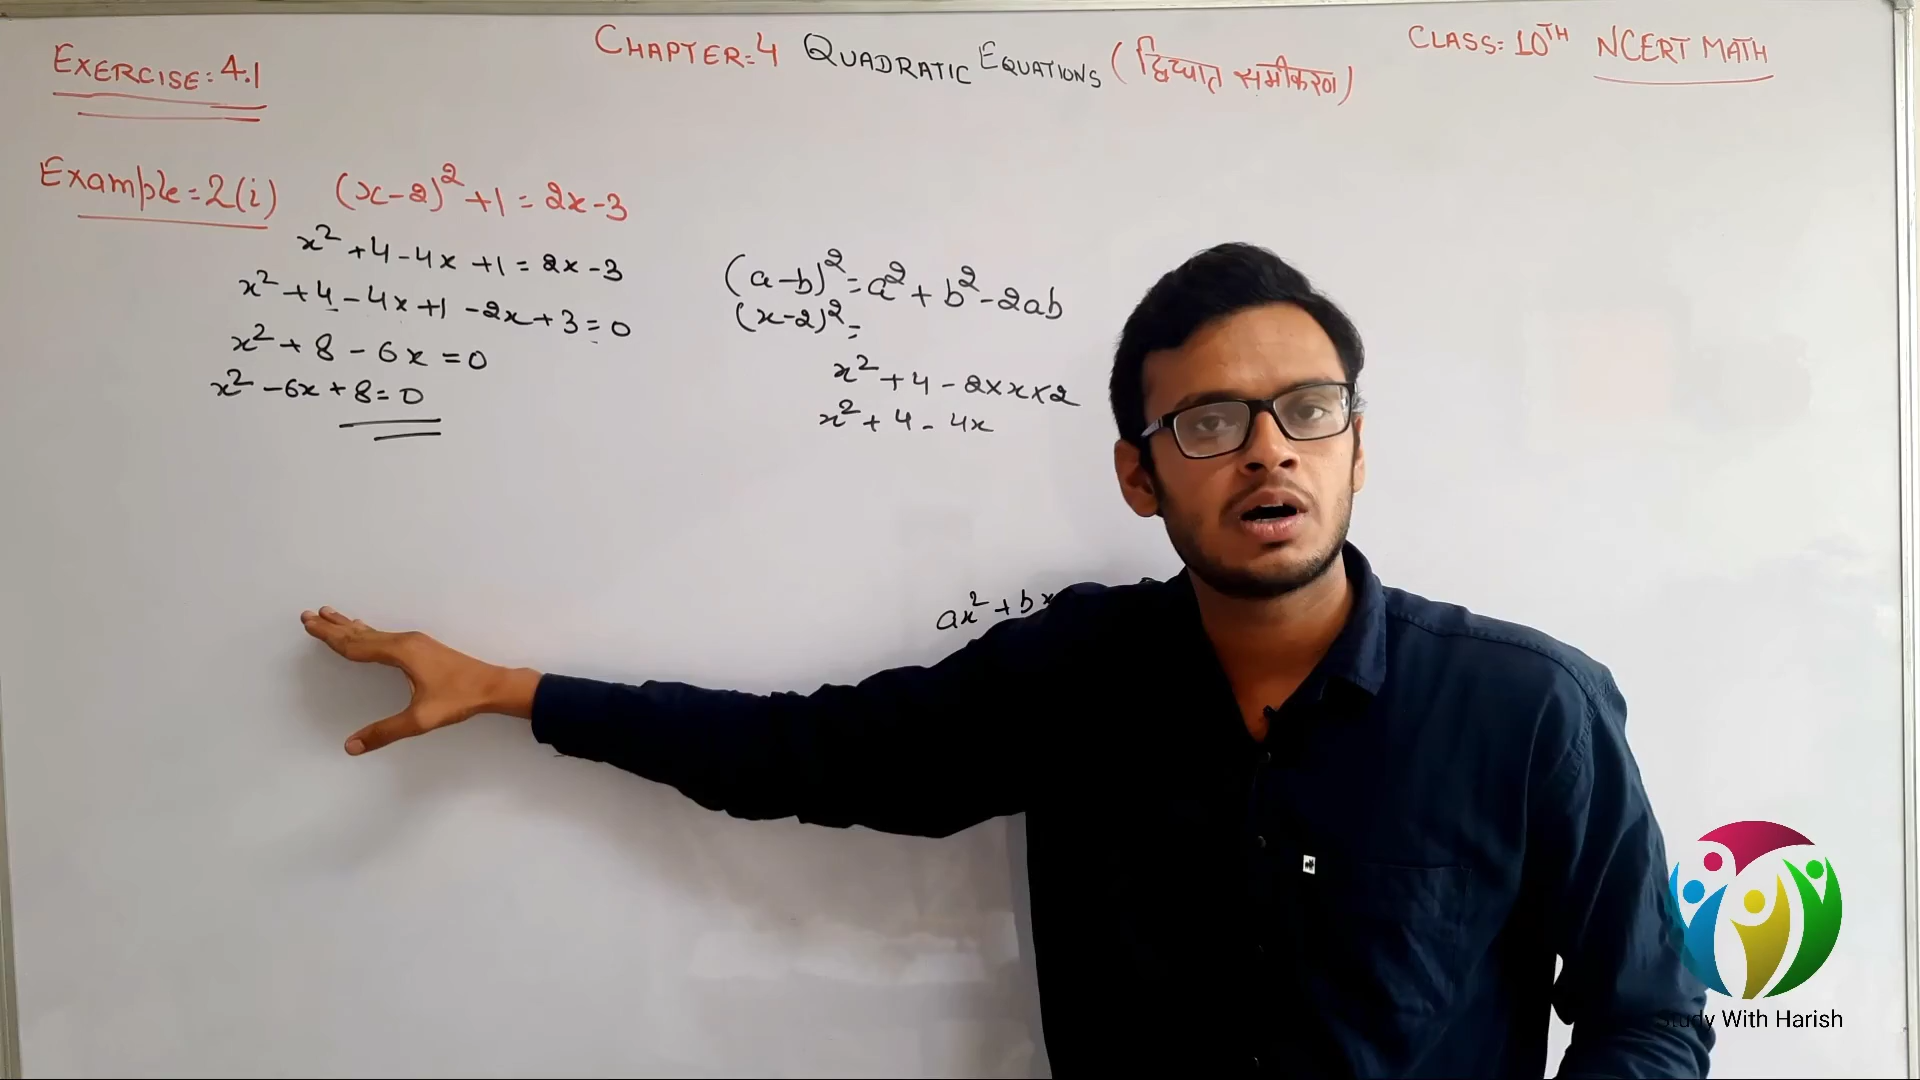 EXERCISE: 4.1
CHAPTER:4 QUADRATIC EQUATIONS (द्विघात समीकरण)
CLASS: 10TH NCERT MATH
Example=2(i) (x-2)² +1 = 2x-3
x² +4-4x +1 = 2x -3
x² +4 -4x +1 -2x +3 = 0
x² +8 -6x = 0
x² -6x +8 = 0
(a-b)² = a² + b² -2ab
(x-2)² =
x² +4 -2×x×2
x² +4 - 4x
ax² + bx
Study With Harish